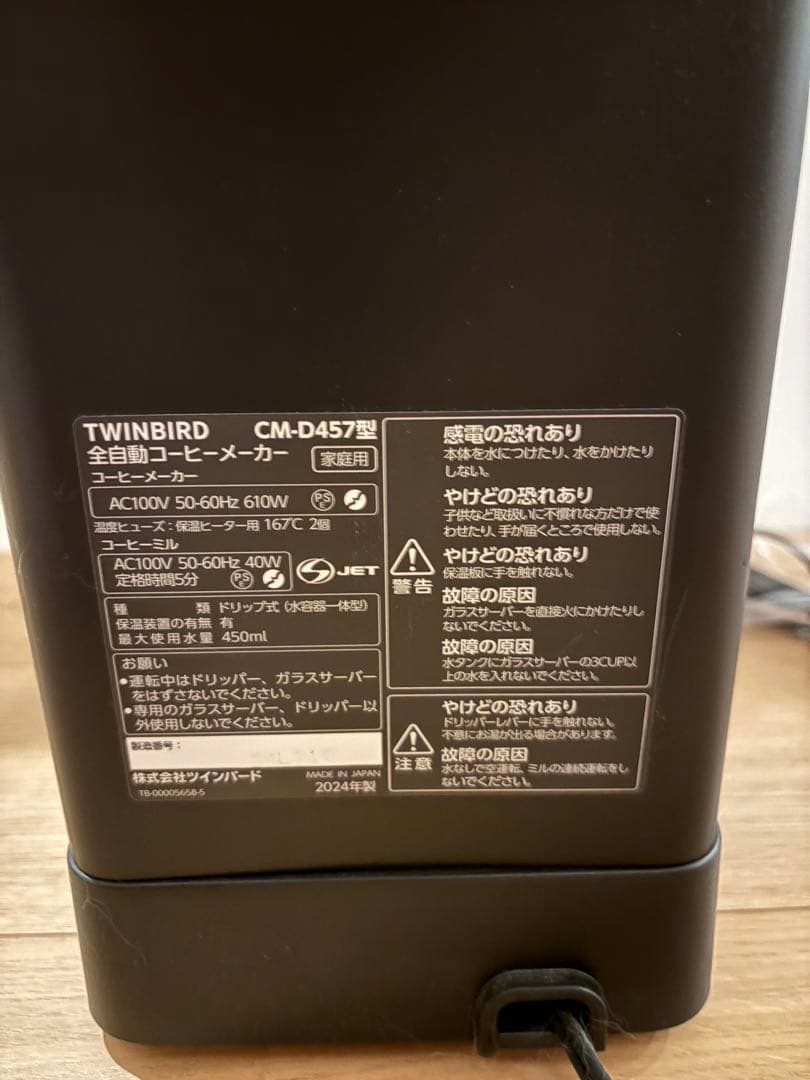 TWINBIRD CM-D457型
全自動コーヒーメーカー 家庭用
コーヒーメーカー
AC100V 50-60Hz 610W PSE
温度ヒューズ:保温ヒーター用 167℃ 2個
コーヒーミル
AC100V 50-60Hz 40W
定格時間5分 PSE
S JET
種類 ドリップ式(水容器一体型)
保温装置の有無 有
最大使用水量 450ml
お願い
•運転中はドリッパー、ガラスサーバー
をはずさないでください。
•専用のガラスサーバー、ドリッパー以
外使用しないでください。
製造番号:
株式会社ツインバード MADE IN JAPAN
TB-0000565B-5 2024年製
警告
感電の恐れあり
本体を水につけたり、水をかけたり
しない。
やけどの恐れあり
子供など取扱いに不慣れな方だけで使
わせたり、手が届くところで使用しない。
やけどの恐れあり
保温板に手を触れない。
故障の原因
ガラスサーバーを直接火にかけたりし
ないでください。
故障の原因
水タンクにガラスサーバーの3CUP以
上の水を入れないでください。
注意
やけどの恐れあり
ドリッパーレバーに手を触れない。
不意にお湯が出る場合があります。
故障の原因
水なしで空運転、ミルの連続運転をし
ないでください。